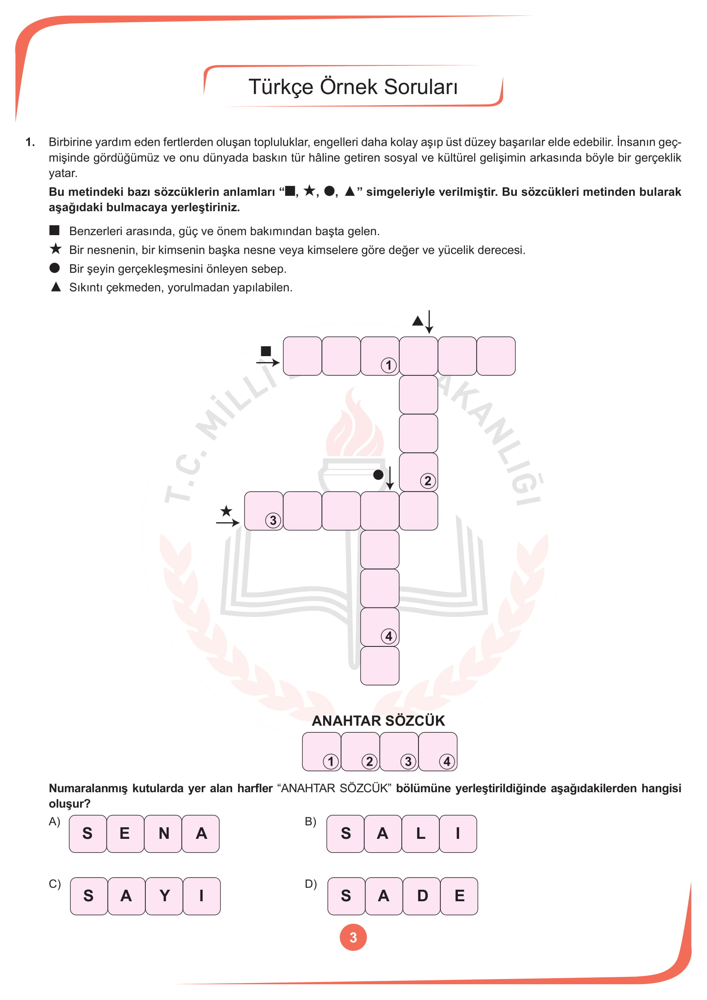 Türkçe Örnek Soruları
1. Birbirine yardım eden fertlerden oluşan topluluklar, engelleri daha kolay aşıp üst düzey başarılar elde edebilir. İnsanın geç-
mişinde gördüğümüz ve onu dünyada baskın tür hâline getiren sosyal ve kültürel gelişimin arkasında böyle bir gerçeklik
yatar.
Bu metindeki bazı sözcüklerin anlamları “■, ★, ●, ▲” simgeleriyle verilmiştir. Bu sözcükleri metinden bularak
aşağıdaki bulmacaya yerleştiriniz.
■ Benzerleri arasında, güç ve önem bakımından başta gelen.
★ Bir nesnenin, bir kimsenin başka nesne veya kimselere göre değer ve yücelik derecesi.
● Bir şeyin gerçekleşmesini önleyen sebep.
▲ Sıkıntı çekmeden, yorulmadan yapılabilen.
▲
■
1
T.C. MİLLİ AKANLIĞI
2
●
★
3
4
ANAHTAR SÖZCÜK
1 2 3 4
Numaralanmış kutularda yer alan harfler “ANAHTAR SÖZCÜK” bölümüne yerleştirildiğinde aşağıdakilerden hangisi
oluşur?
A) S E N A
B) S A L I
C) S A Y I
D) S A D E
3